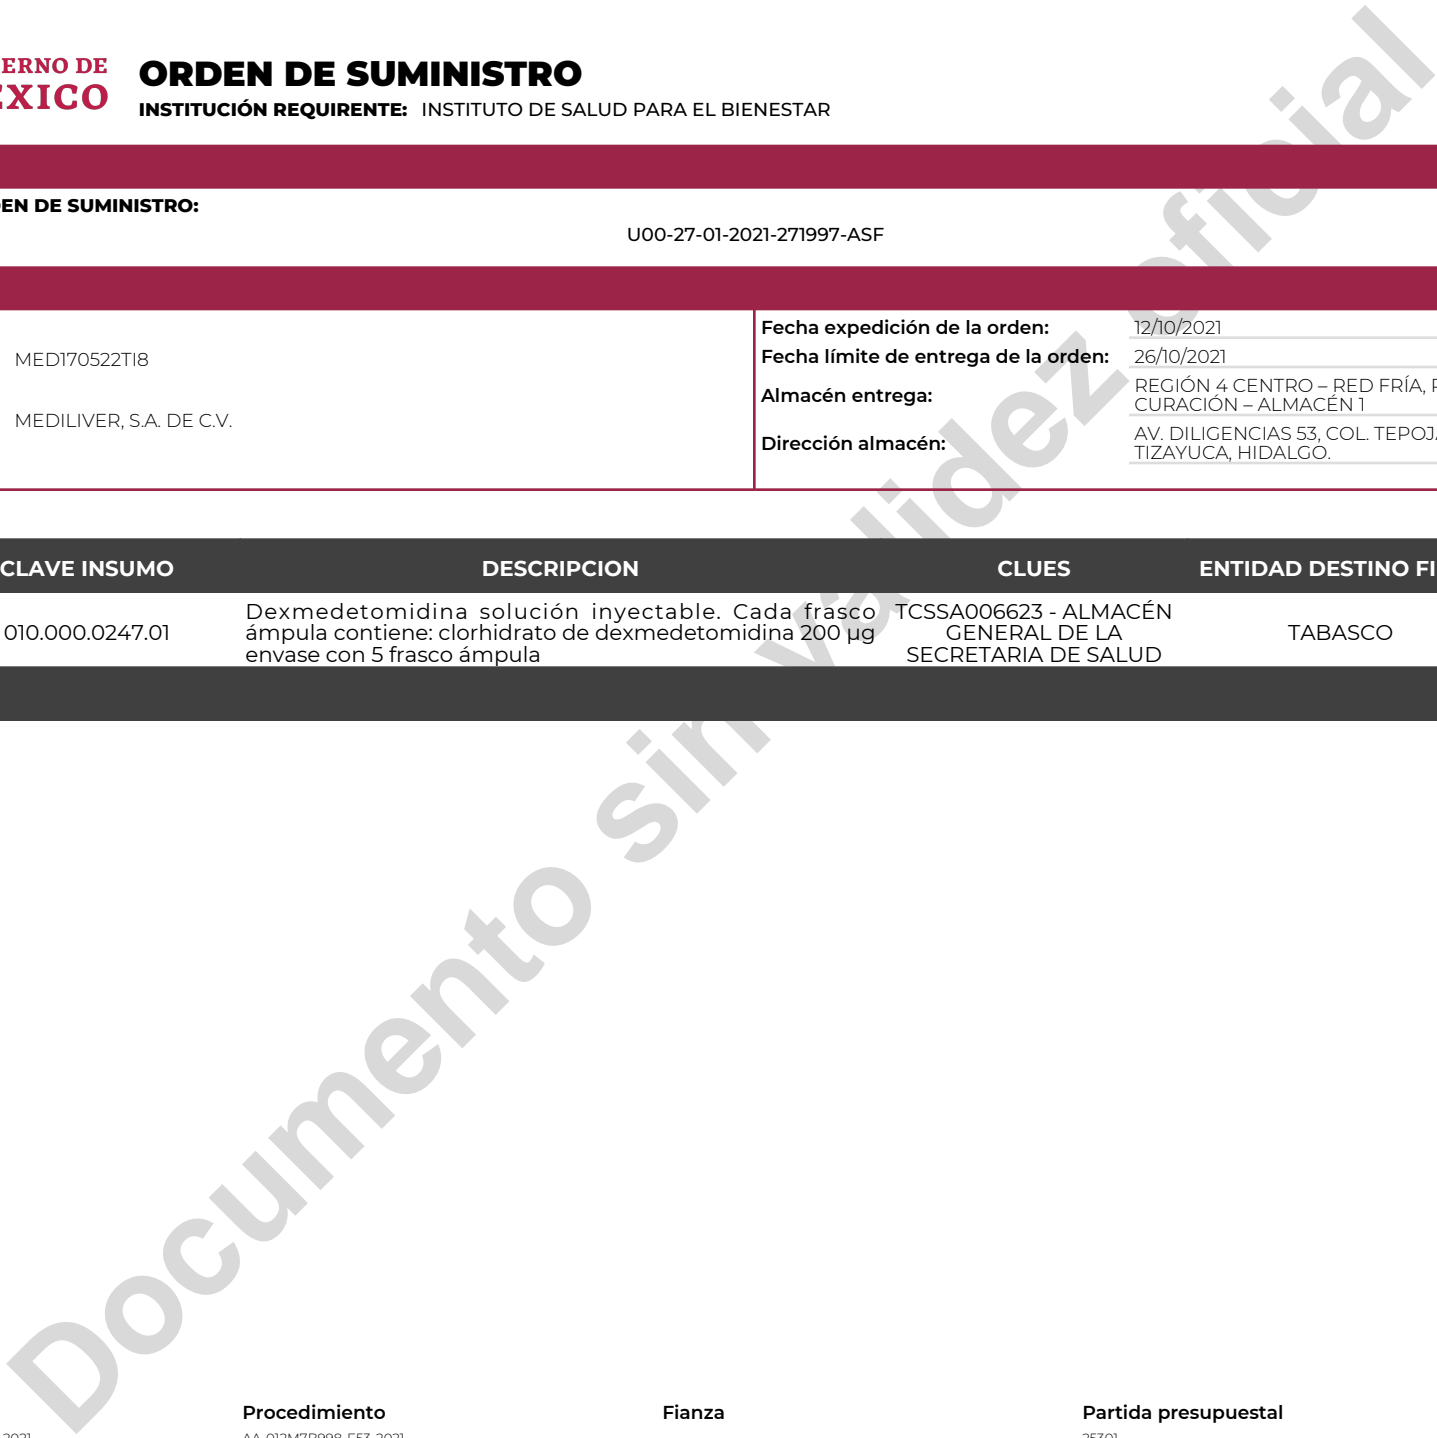 ERNO DE
ORDEN DE SUMINISTRO
INSTITUCIÓN REQUIRENTE: INSTITUTO DE SALUD PARA EL BIENESTAR
EN DE SUMINISTRO:
U00-27-01-2021-271997-ASF
MED170522TI8
MEDILIVER, S.A. DE C.V.
Fecha expedición de la orden: 12/10/2021
Fecha límite de entrega de la orden: 26/10/2021
Almacén entrega: REGIÓN 4 CENTRO – RED FRÍA,
CURACIÓN – ALMACÉN 1
Dirección almacén: AV. DILIGENCIAS 53, COL.
TIZAYUCA, HIDALGO.
CLAVE INSUMO DESCRIPCION CLUES ENTIDAD DESTINO
010.000.0247.01
Dexmedetomidina solución inyectable. Cada frasco
ámpula contiene: clorhidrato de dexmedetomidina 200 µg
envase con 5 frasco ámpula
TCSSA006623 - ALMACÉN
GENERAL DE LA
SECRETARIA DE SALUD
TABASCO
Documento sin validez oficial
Procedimiento Fianza Partida presupuestal